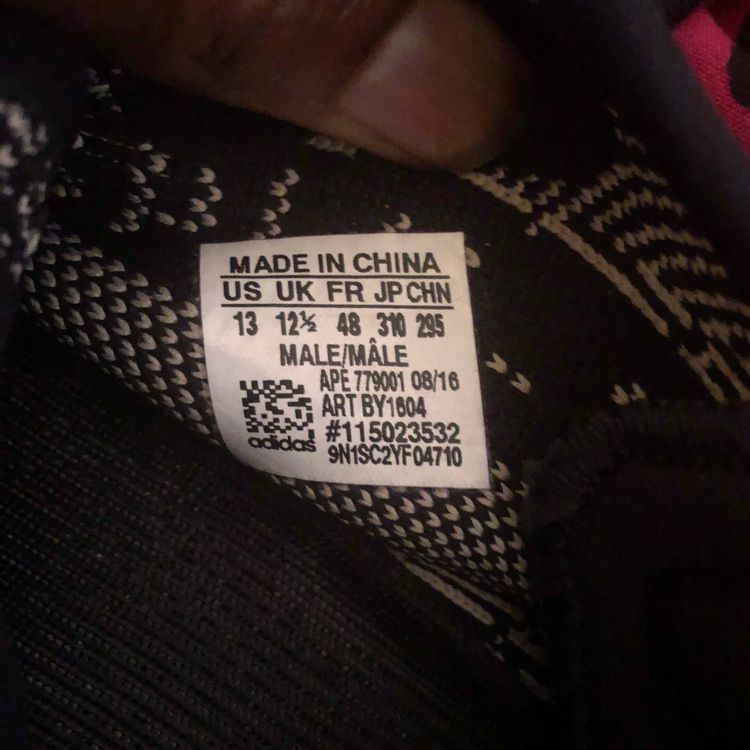 MADE IN CHINA
US UK FR JP CHN
13 12½ 48 310 295
MALE/MÂLE
APE 779001 08/16
ART BY1604
#115023532
adidas
9N1SC2YF04710